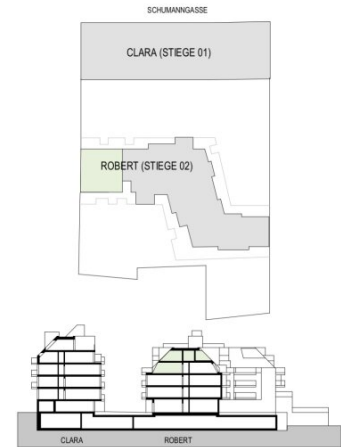 SCHUMANNGASSE
CLARA (STIEGE 01)
ROBERT (STIEGE 02)
CLARA
ROBERT